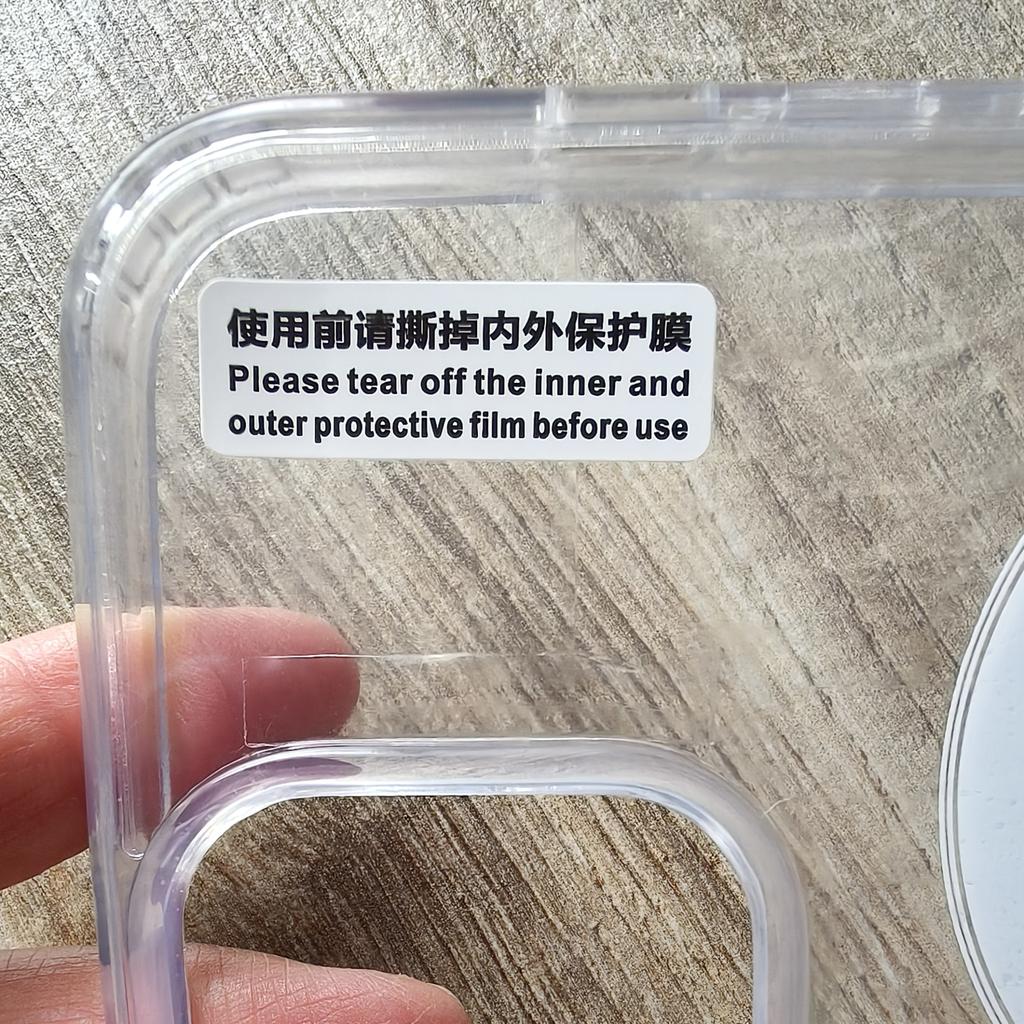 使用前请撕掉内外保护膜
Please tear off the inner and
outer protective film before use